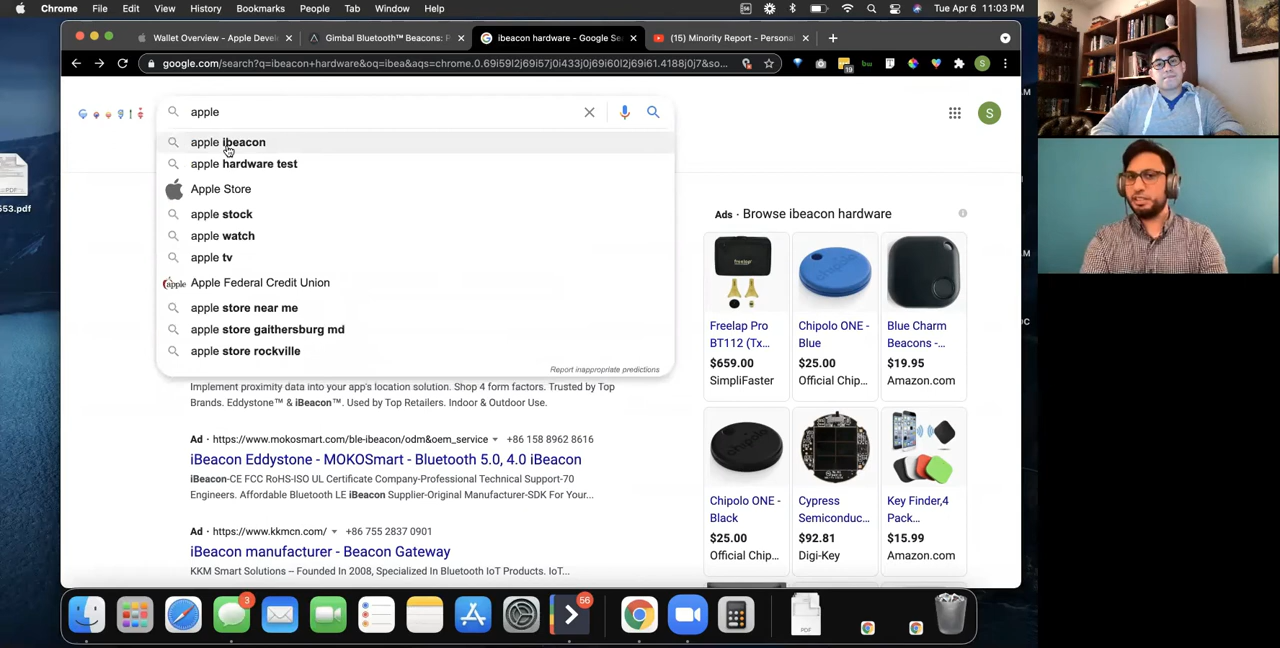 Chrome File Edit View History Bookmarks People Tab Window Help Tue Apr 6 11:03 PM
Wallet Overview - Apple Devel
Gimbal Bluetooth™ Beacons: P
ibeacon hardware - Google Sea
(15) Minority Report - Persona
google.com/search?q=ibeacon+hardware&oq=ibea&aqs=chrome.0.69i59l2j69i57j0i433j0j69i60l2j69i61.4188j0j7&so...
19
S
apple
S
apple ibeacon
apple hardware test
Apple Store
apple stock
apple watch
apple tv
Apple Federal Credit Union
apple store near me
apple store gaithersburg md
apple store rockville
Report inappropriate predictions
Implement proximity data into your app's location solution. Shop 4 form factors. Trusted by Top
Brands. Eddystone™ & iBeacon™. Used by Top Retailers. Indoor & Outdoor Use.
Ad · https://www.mokosmart.com/ble-ibeacon/odm&oem_service +86 158 8962 8616
iBeacon Eddystone - MOKOSmart - Bluetooth 5.0, 4.0 iBeacon
iBeacon-CE FCC RoHS-ISO UL Certificate Company-Professional Technical Support-70
Engineers. Affordable Bluetooth LE iBeacon Supplier-Original Manufacturer-SDK For Your...
Ad · https://www.kkmcn.com/ +86 755 2837 0901
iBeacon manufacturer - Beacon Gateway
KKM Smart Solutions – Founded In 2008, Specialized In Bluetooth IoT Products. IoT...
Ads · Browse ibeacon hardware
Freelap Pro
BT112 (Tx...
$659.00
SimpliFaster
Chipolo ONE -
Blue
$25.00
Official Chip...
Blue Charm
Beacons -...
$19.95
Amazon.com
Chipolo ONE -
Black
$25.00
Official Chip...
Cypress
Semiconduc...
$92.81
Digi-Key
Key Finder,4
Pack...
$15.99
Amazon.com
PDF
553.pdf
3
56
PDF